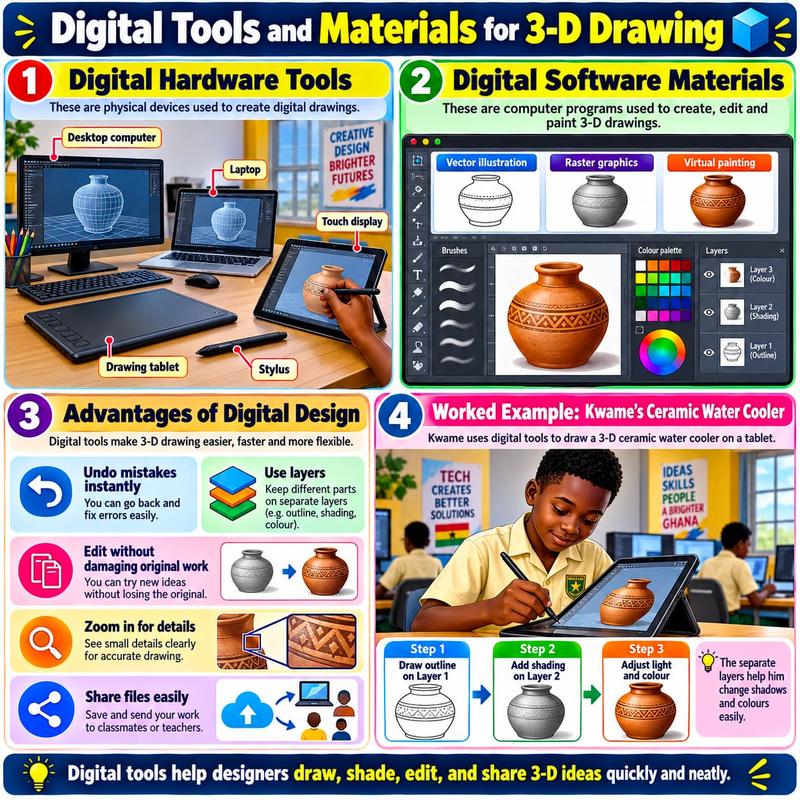 Digital Tools and Materials for 3-D Drawing
1 Digital Hardware Tools
These are physical devices used to create digital drawings.
Desktop computer
Laptop
CREATIVE
DESIGN
BRIGHTER
FUTURES
Touch display
Drawing tablet
Stylus
2 Digital Software Materials
These are computer programs used to create, edit and
paint 3-D drawings.
Vector illustration
Raster graphics
Virtual painting
Brushes
Colour palette
Layers
Layer 3
(Colour)
Layer 2
(Shading)
Layer 1
(Outline)
3 Advantages of Digital Design
Digital tools make 3-D drawing easier, faster and more flexible.
Undo mistakes
instantly
You can go back and
fix errors easily.
Use layers
Keep different parts
on separate layers
(e.g. outline, shading,
colour).
Edit without
damaging original work
You can try new ideas
without losing the original.
Zoom in for details
See small details clearly
for accurate drawing.
Share files easily
Save and send your work
to classmates or teachers.
4 Worked Example: Kwame's Ceramic Water Cooler
Kwame uses digital tools to draw a 3-D ceramic water cooler on a tablet.
TECH
CREATES
BETTER
SOLUTIONS
IDEAS
SKILLS
PEOPLE
A BRIGHTER
GHANA
Step 1
Draw outline
on Layer 1
Step 2
Add shading
on Layer 2
Step 3
Adjust light
and colour
The separate
layers help him
change shadows
and colours
easily.
Digital tools help designers draw, shade, edit, and share 3-D ideas quickly and neatly.